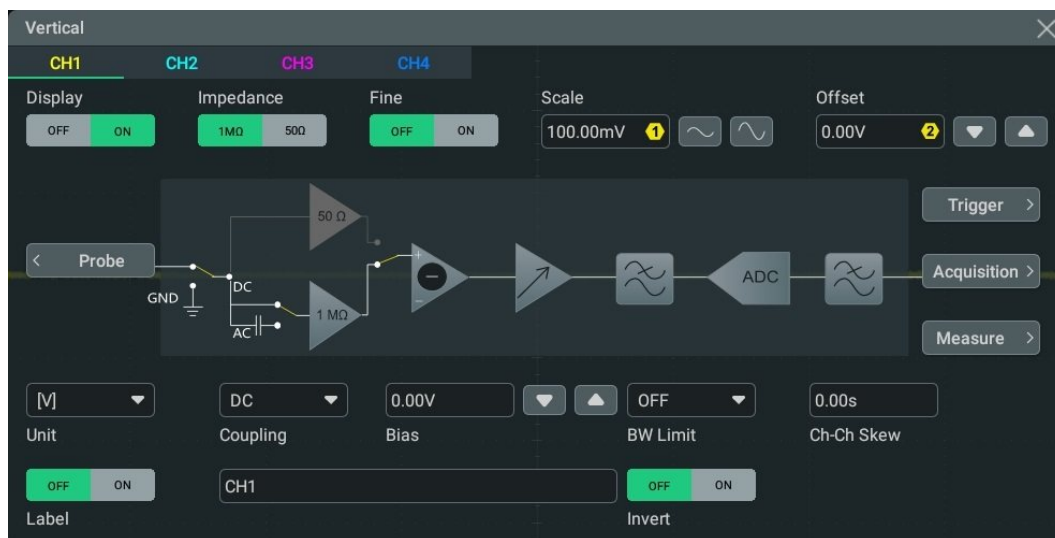 Vertical
CH1 CH2 CH3 CH4
Display Impedance Fine Scale Offset
OFF ON 1MΩ 50Ω OFF ON 100.00mV 1 0.00V 2
50 Ω
Trigger >
< Probe
+
DC
ADC
Acquisition >
GND
−
1 MΩ
AC
Measure >
[V] DC 0.00V OFF 0.00s
Unit Coupling Bias BW Limit Ch-Ch Skew
OFF ON CH1 OFF ON
Label Invert